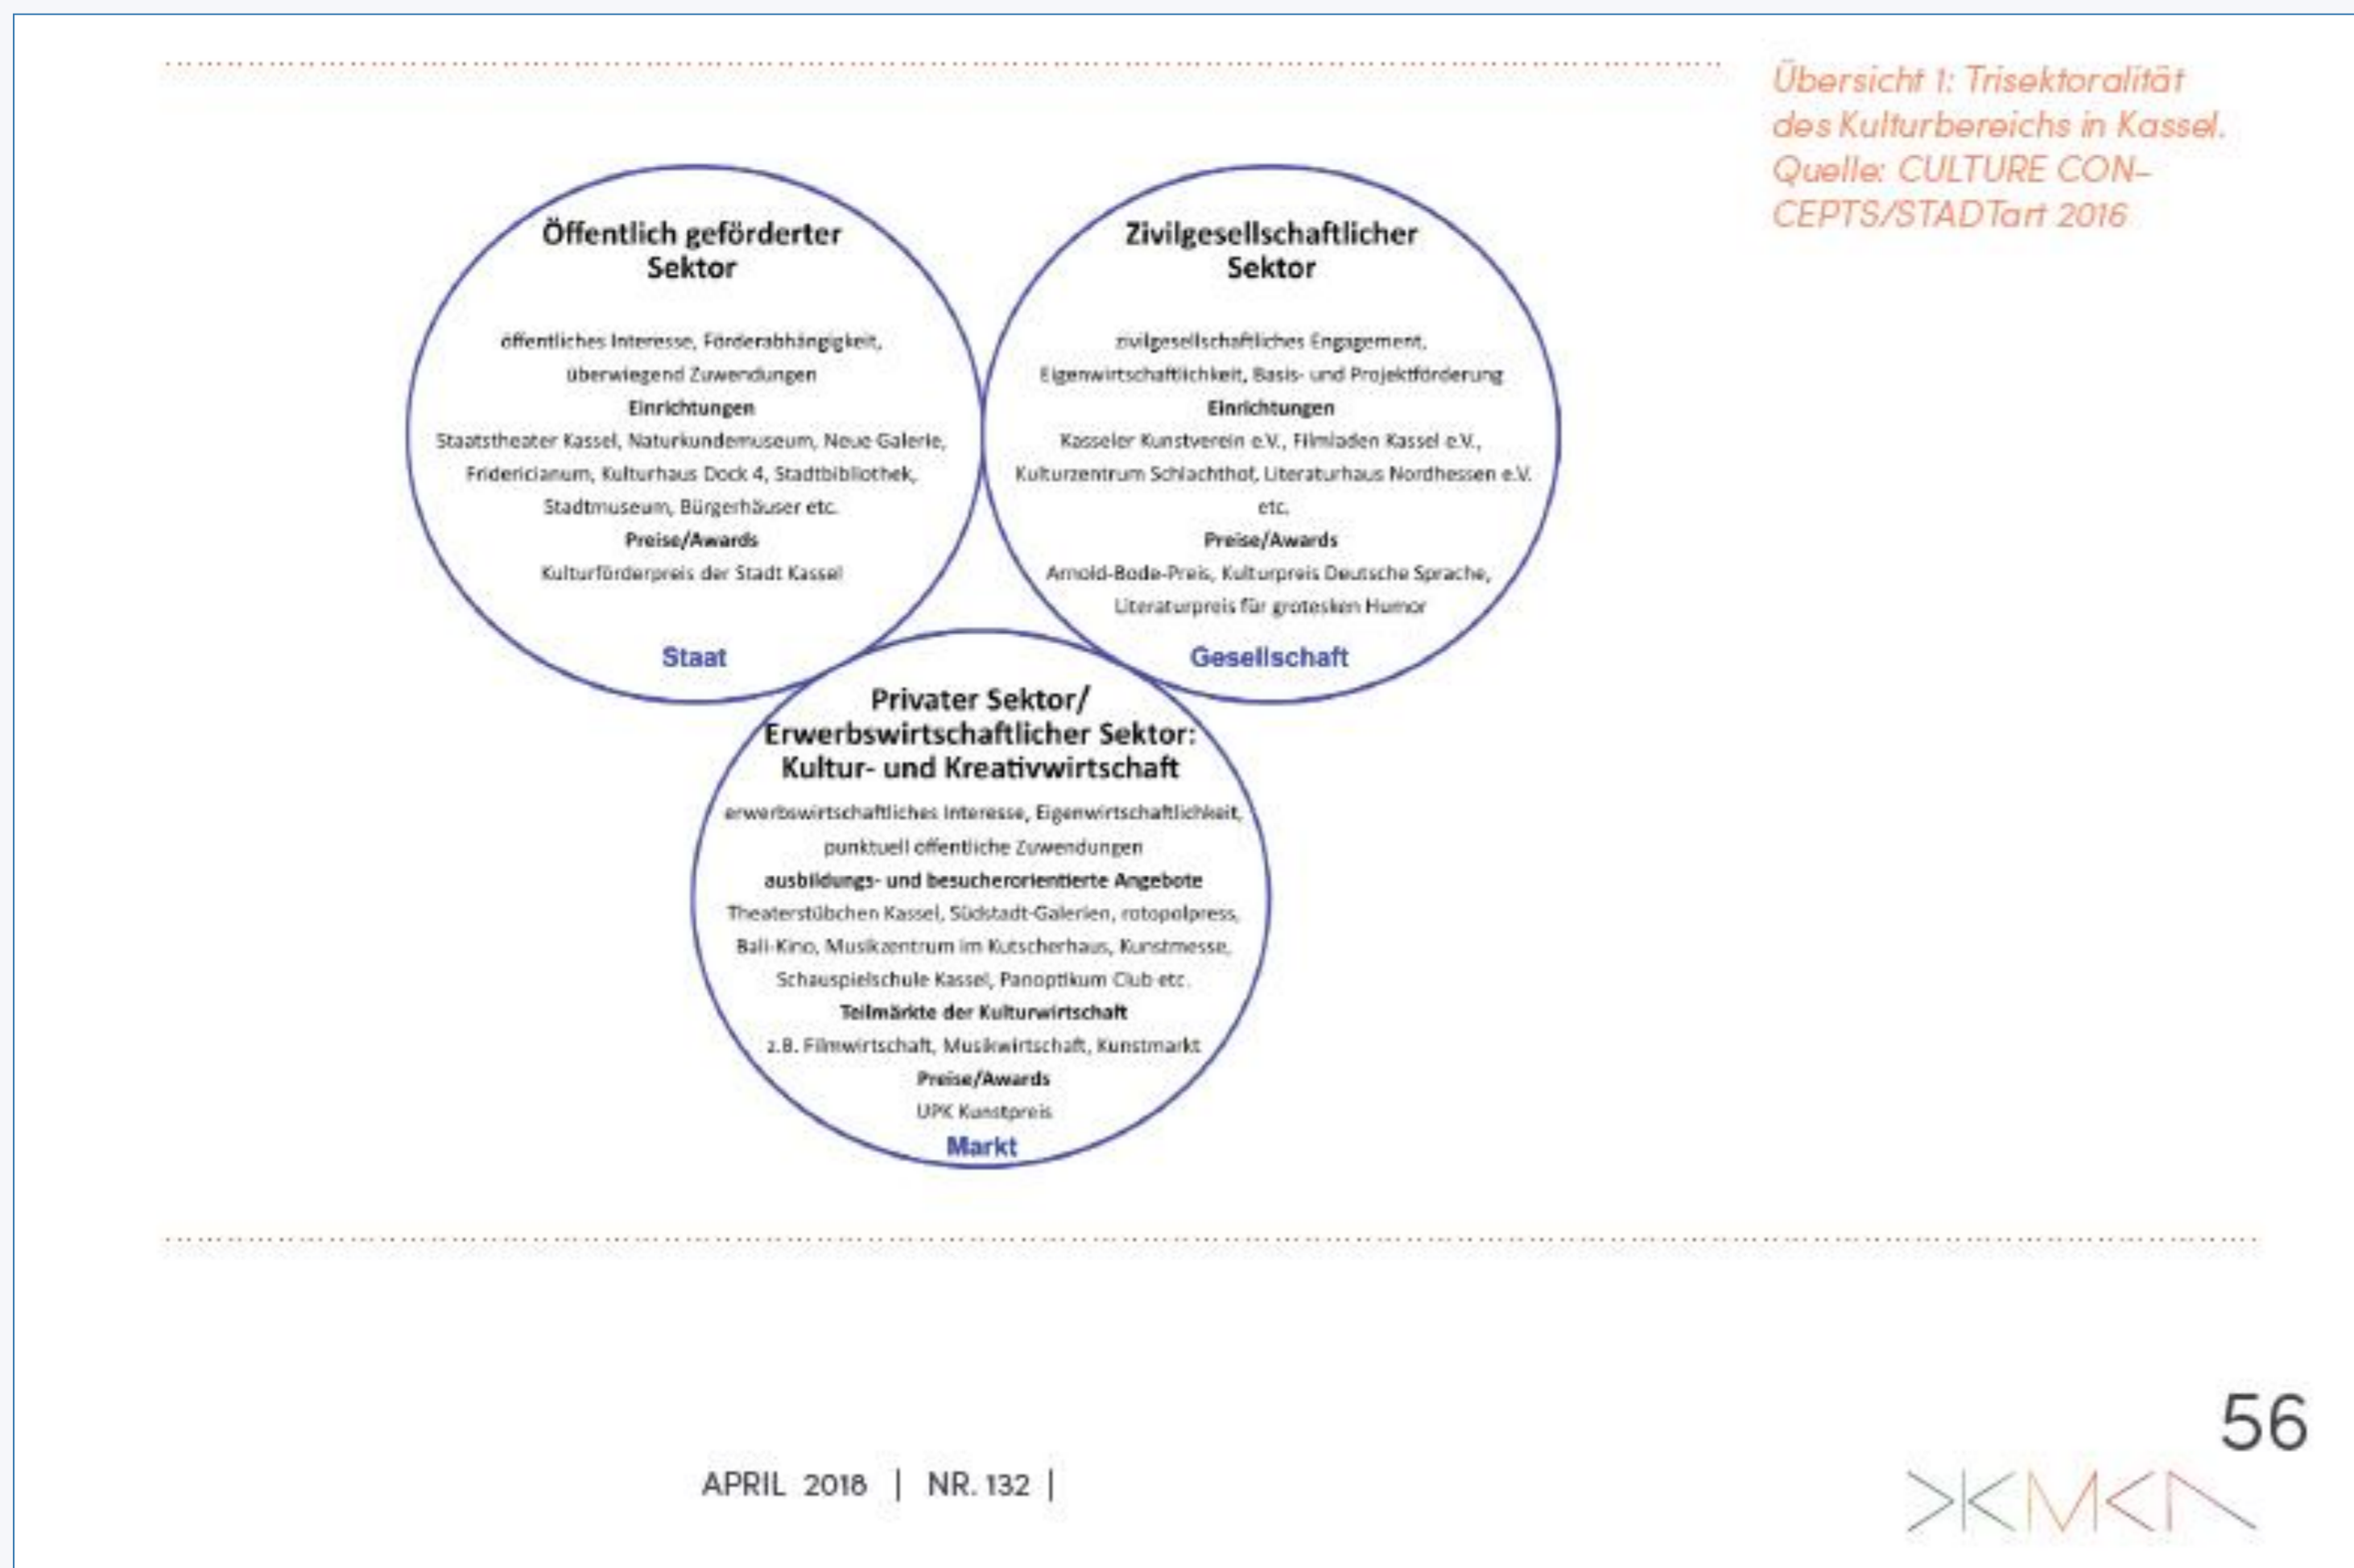 Übersicht 1: Trisektoralität
des Kulturbereichs in Kassel.
Quelle: CULTURE CON–
CEPTS/STADTart 2016
Öffentlich geförderter
Sektor
öffentliches Interesse, Förderabhängigkeit,
überwiegend Zuwendungen
Einrichtungen
Staatstheater Kassel, Naturkundemuseum, Neue Galerie,
Fridericianum, Kulturhaus Dock 4, Stadtbibliothek,
Stadtmuseum, Bürgerhäuser etc.
Preise/Awards
Kulturförderpreis der Stadt Kassel
Staat
Zivilgesellschaftlicher
Sektor
zivilgesellschaftliches Engagement,
Eigenwirtschaftlichkeit, Basis- und Projektförderung
Einrichtungen
Kasseler Kunstverein e.V., Filmladen Kassel e.V.,
Kulturzentrum Schlachthof, Literaturhaus Nordhessen e.V.
etc.
Preise/Awards
Arnold-Bode-Preis, Kulturpreis Deutsche Sprache,
Literaturpreis für grotesken Humor
Gesellschaft
Privater Sektor/
Erwerbswirtschaftlicher Sektor:
Kultur- und Kreativwirtschaft
erwerbswirtschaftliches Interesse, Eigenwirtschaftlichkeit,
punktuell öffentliche Zuwendungen
ausbildungs- und besucherorientierte Angebote
Theaterstübchen Kassel, Südstadt-Galerien, rotopolpress,
Bali-Kino, Musikzentrum im Kutscherhaus, Kunstmesse,
Schauspielschule Kassel, Panoptikum Club etc.
Teilmärkte der Kulturwirtschaft
z.B. Filmwirtschaft, Musikwirtschaft, Kunstmarkt
Preise/Awards
UPK Kunstpreis
Markt
56
APRIL 2018 | NR. 132 |